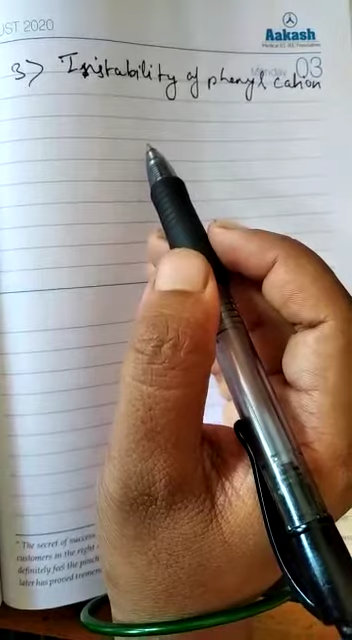 UST 2020
Aakash
Medical | IIT-JEE | Foundations
Monday 03
3) Instability of phenyl cation
"The secret of success
customers in the right
definitely feel the pinch
later has proved tremen